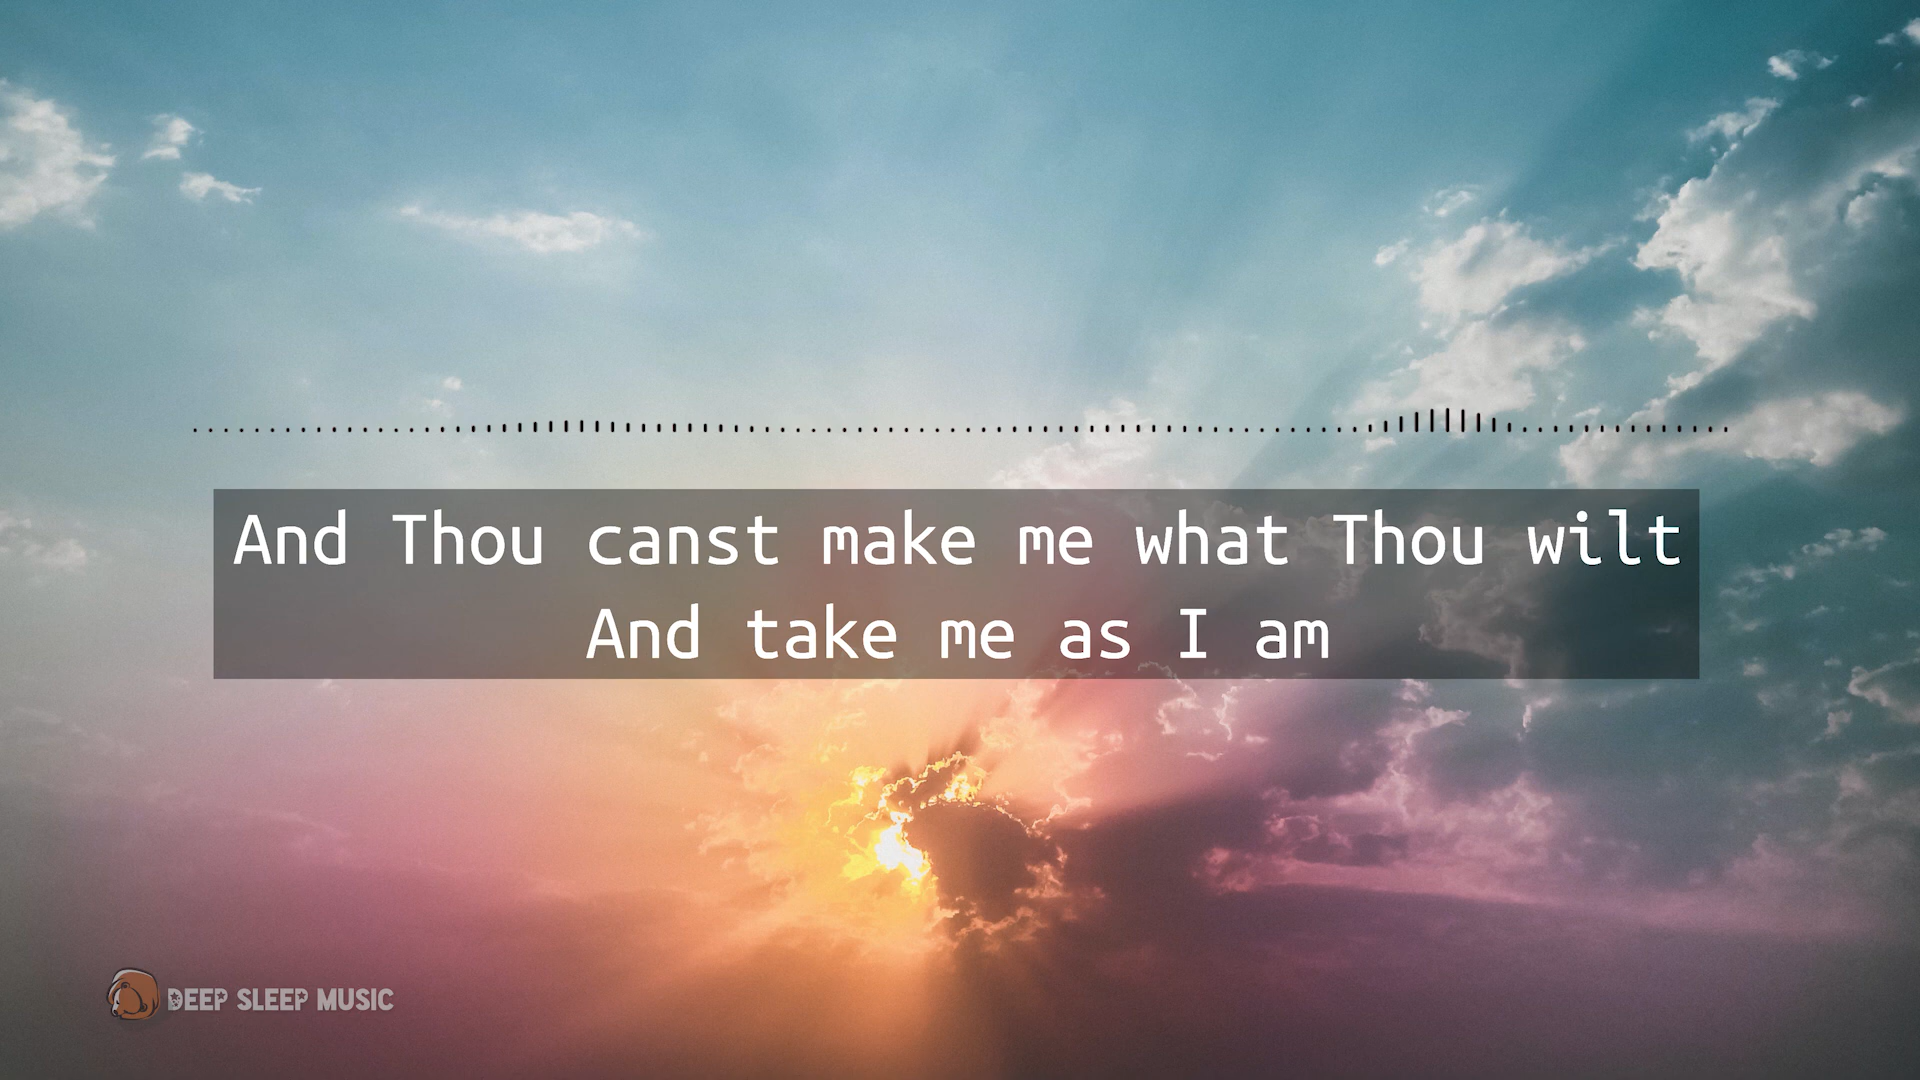 And Thou canst make me what Thou wilt
And take me as I am
DEEP SLEEP MUSIC